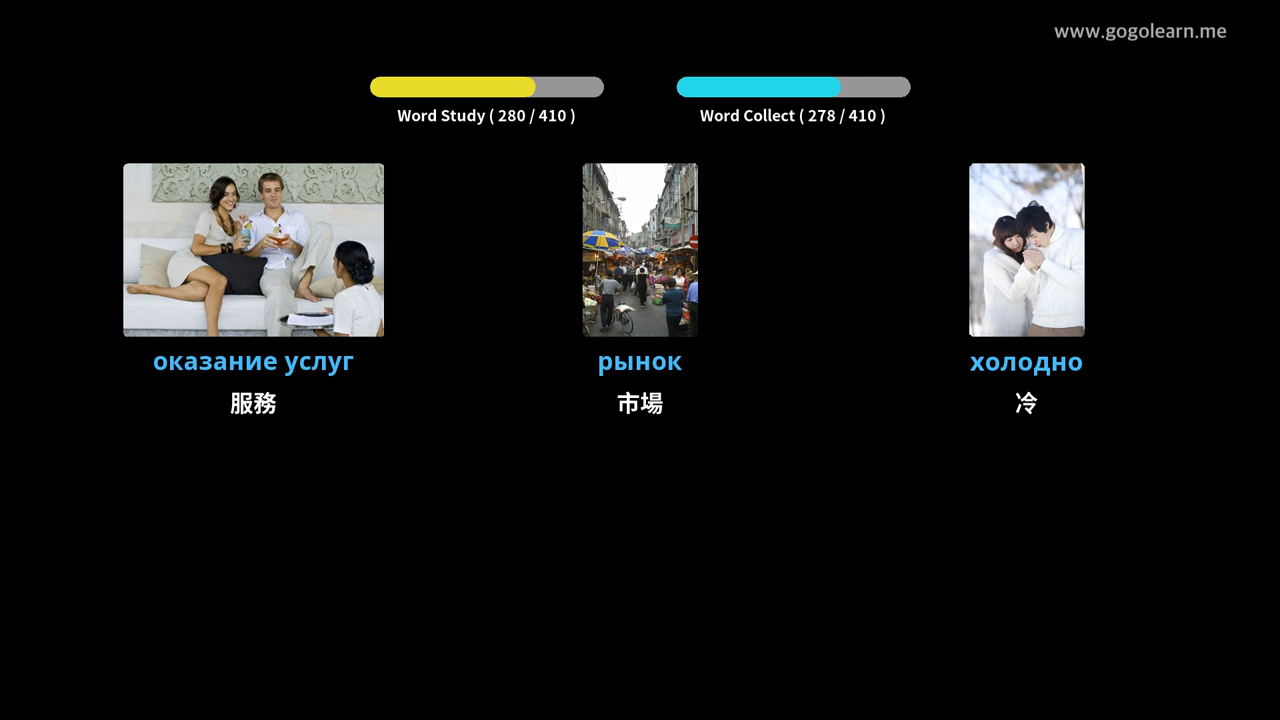 www.gogolearn.me
Word Study ( 280 / 410 )
Word Collect ( 278 / 410 )
оказание услуг
服務
рынок
市場
холодно
冷